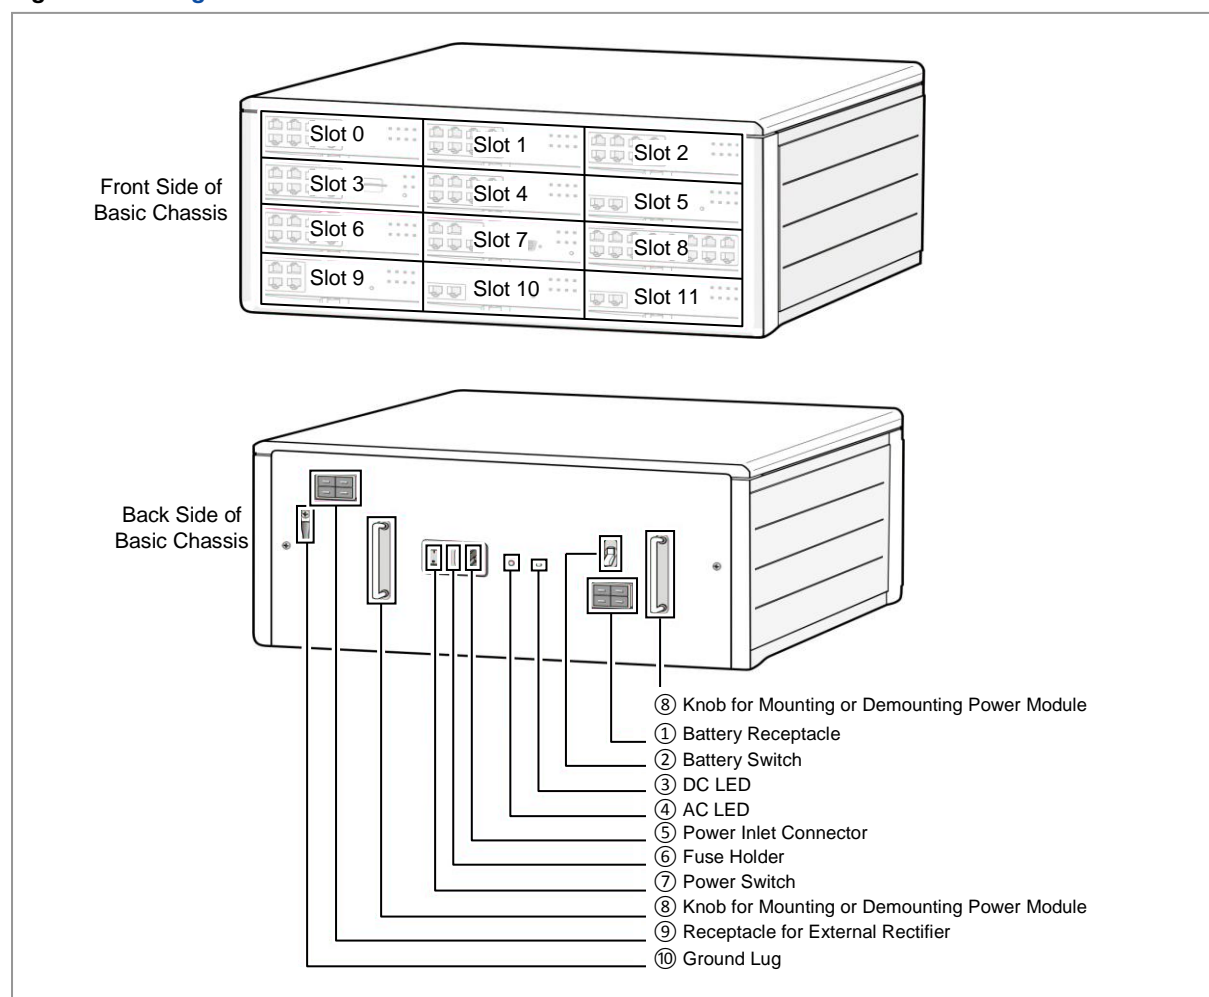 Slot 0
Slot 1
Slot 2
Slot 3
Slot 4
Slot 5
Slot 6
Slot 7
Slot 8
Slot 9
Slot 10
Slot 11
Front Side of
Basic Chassis
Back Side of
Basic Chassis
⑧ Knob for Mounting or Demounting Power Module
① Battery Receptacle
② Battery Switch
③ DC LED
④ AC LED
⑤ Power Inlet Connector
⑥ Fuse Holder
⑦ Power Switch
⑧ Knob for Mounting or Demounting Power Module
⑨ Receptacle for External Rectifier
⑩ Ground Lug